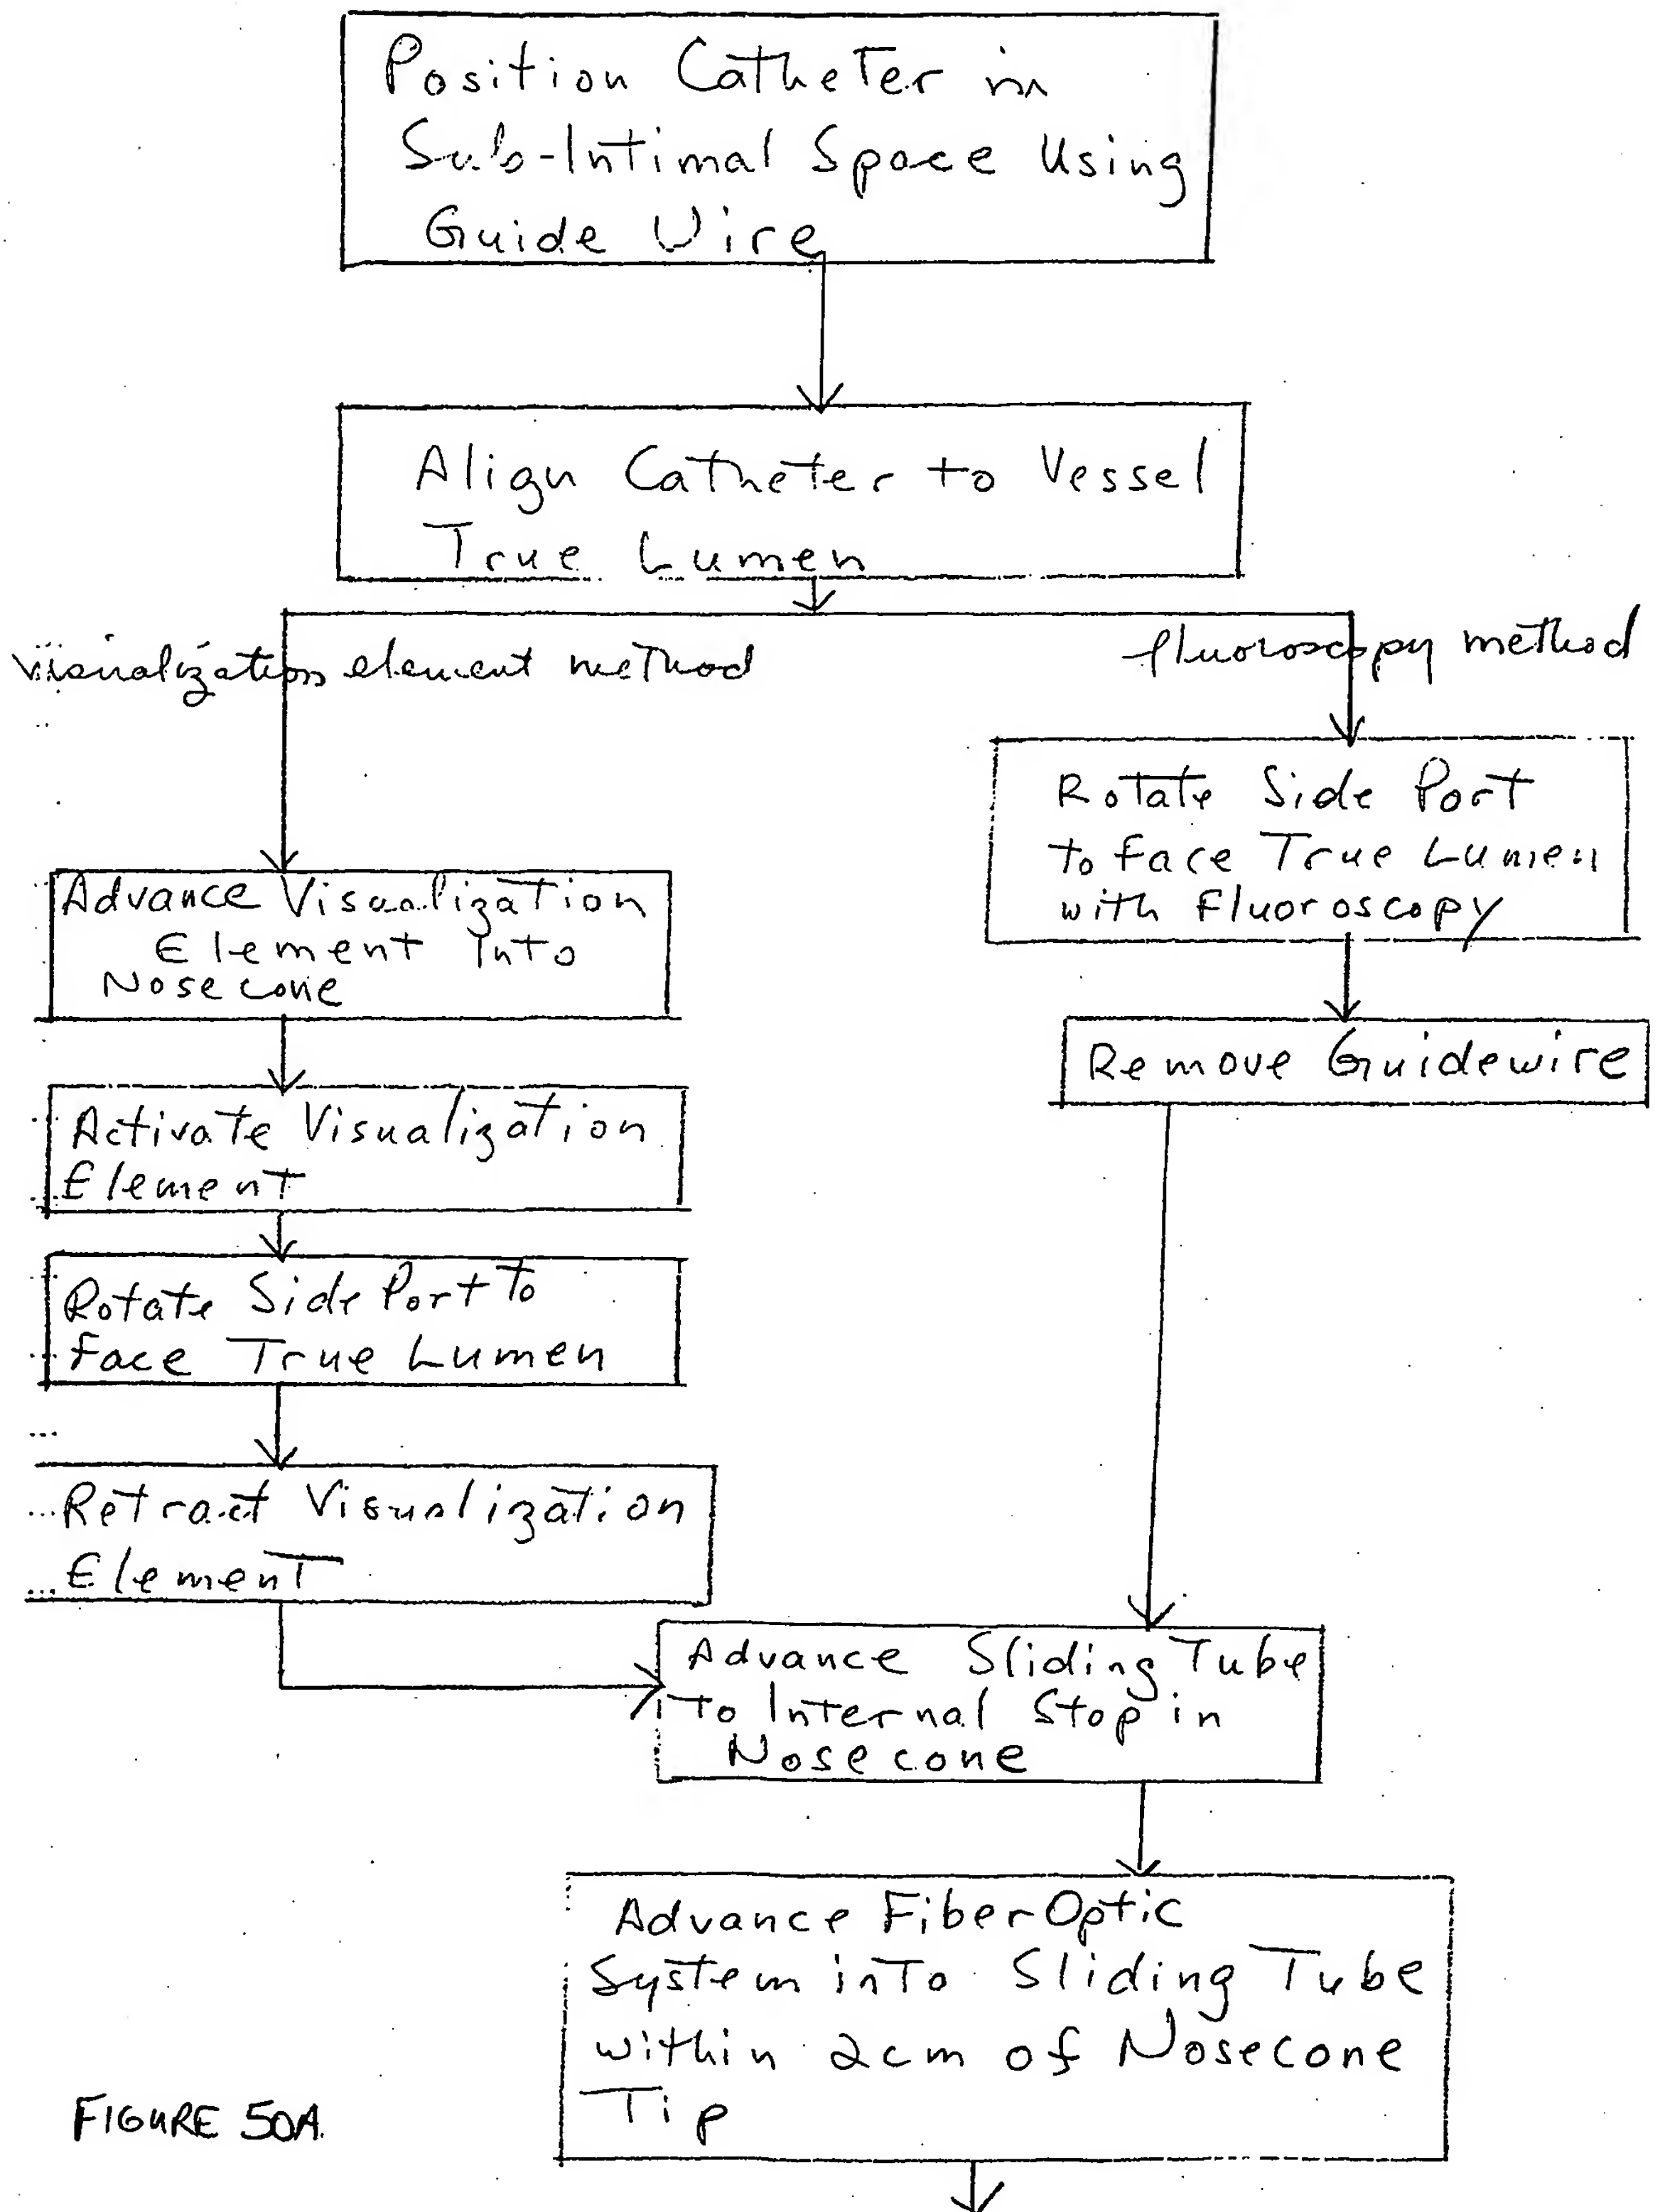 Position Catheter in
Sub-Intimal Space Using
Guide Wire
Align Catheter to Vessel
True Lumen
visualization element method
fluoroscopy method
Rotate Side Port
to face True Lumen
with Fluoroscopy
Advance Visualization
Element into
Nosecone
Remove Guidewire
Activate Visualization
Element
Rotate Side Port To
face True Lumen
Retract Visualization
Element
Advance Sliding Tube
To Internal Stop in
Nosecone
Advance Fiber Optic
System into Sliding Tube
within 2cm of Nosecone
Tip
FIGURE 50A.